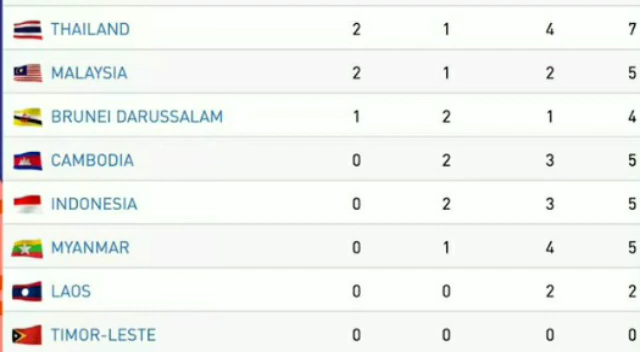 THAILAND 2 1 4 7
MALAYSIA 2 1 2 5
BRUNEI DARUSSALAM 1 2 1 4
CAMBODIA 0 2 3 5
INDONESIA 0 2 3 5
MYANMAR 0 1 4 5
LAOS 0 0 2 2
TIMOR-LESTE 0 0 0 0